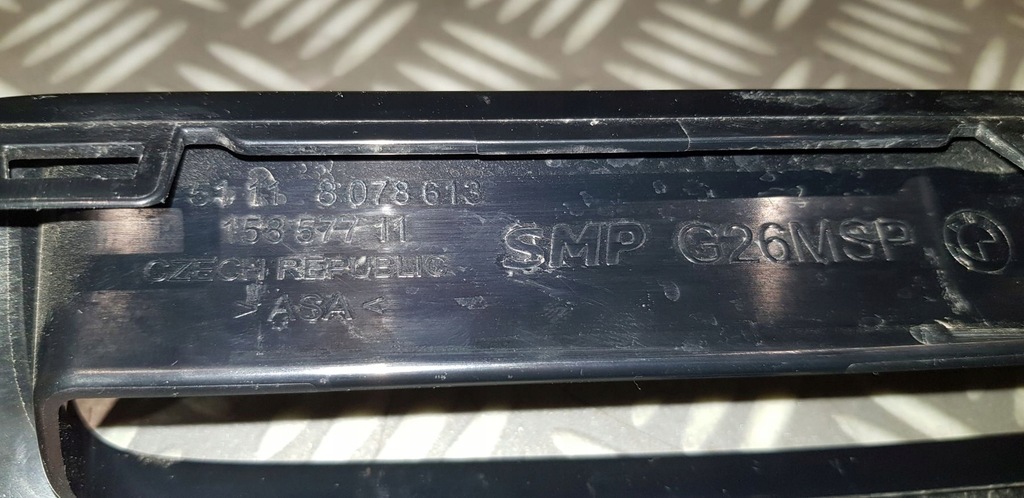 51 11 8 078 613
158 577 11
CZECH REPUBLIC
>ASA<
SMP G26MSP